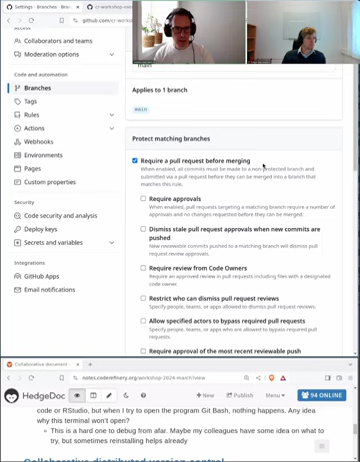 Settings · Branches · Bra
cr-workshop-exe
github.com/cr-works
Access
Collaborators and teams
Moderation options
main
Code and automation
Branches
Tags
Rules
Actions
Webhooks
Environments
Pages
Custom properties
Security
Code security and analysis
Deploy keys
Secrets and variables
Integrations
GitHub Apps
Email notifications
Applies to 1 branch
main
Protect matching branches
Require a pull request before merging
When enabled, all commits must be made to a non-protected branch and
submitted via a pull request before they can be merged into a branch that
matches this rule.
Require approvals
When enabled, pull requests targeting a matching branch require a number of
approvals and no changes requested before they can be merged.
Dismiss stale pull request approvals when new commits are
pushed
New reviewable commits pushed to a matching branch will dismiss pull
request review approvals.
Require review from Code Owners
Require an approved review in pull requests including files with a designated
code owner.
Restrict who can dismiss pull request reviews
Specify people, teams, or apps allowed to dismiss pull request reviews.
Allow specified actors to bypass required pull requests
Specify people, teams, or apps who are allowed to bypass required pull
requests.
Require approval of the most recent reviewable push
Collaborative document
notes.coderefinery.org/workshop-2024-march/view
HedgeDoc
New
Publish
Menu
94 ONLINE
code or RStudio, but when I try to open the program Git Bash, nothing happens. Any idea
why this terminal won't open?
This is a hard one to debug from afar. Maybe my colleagues have some idea on what to
try, but sometimes reinstalling helps already
Collaborative distributed version control